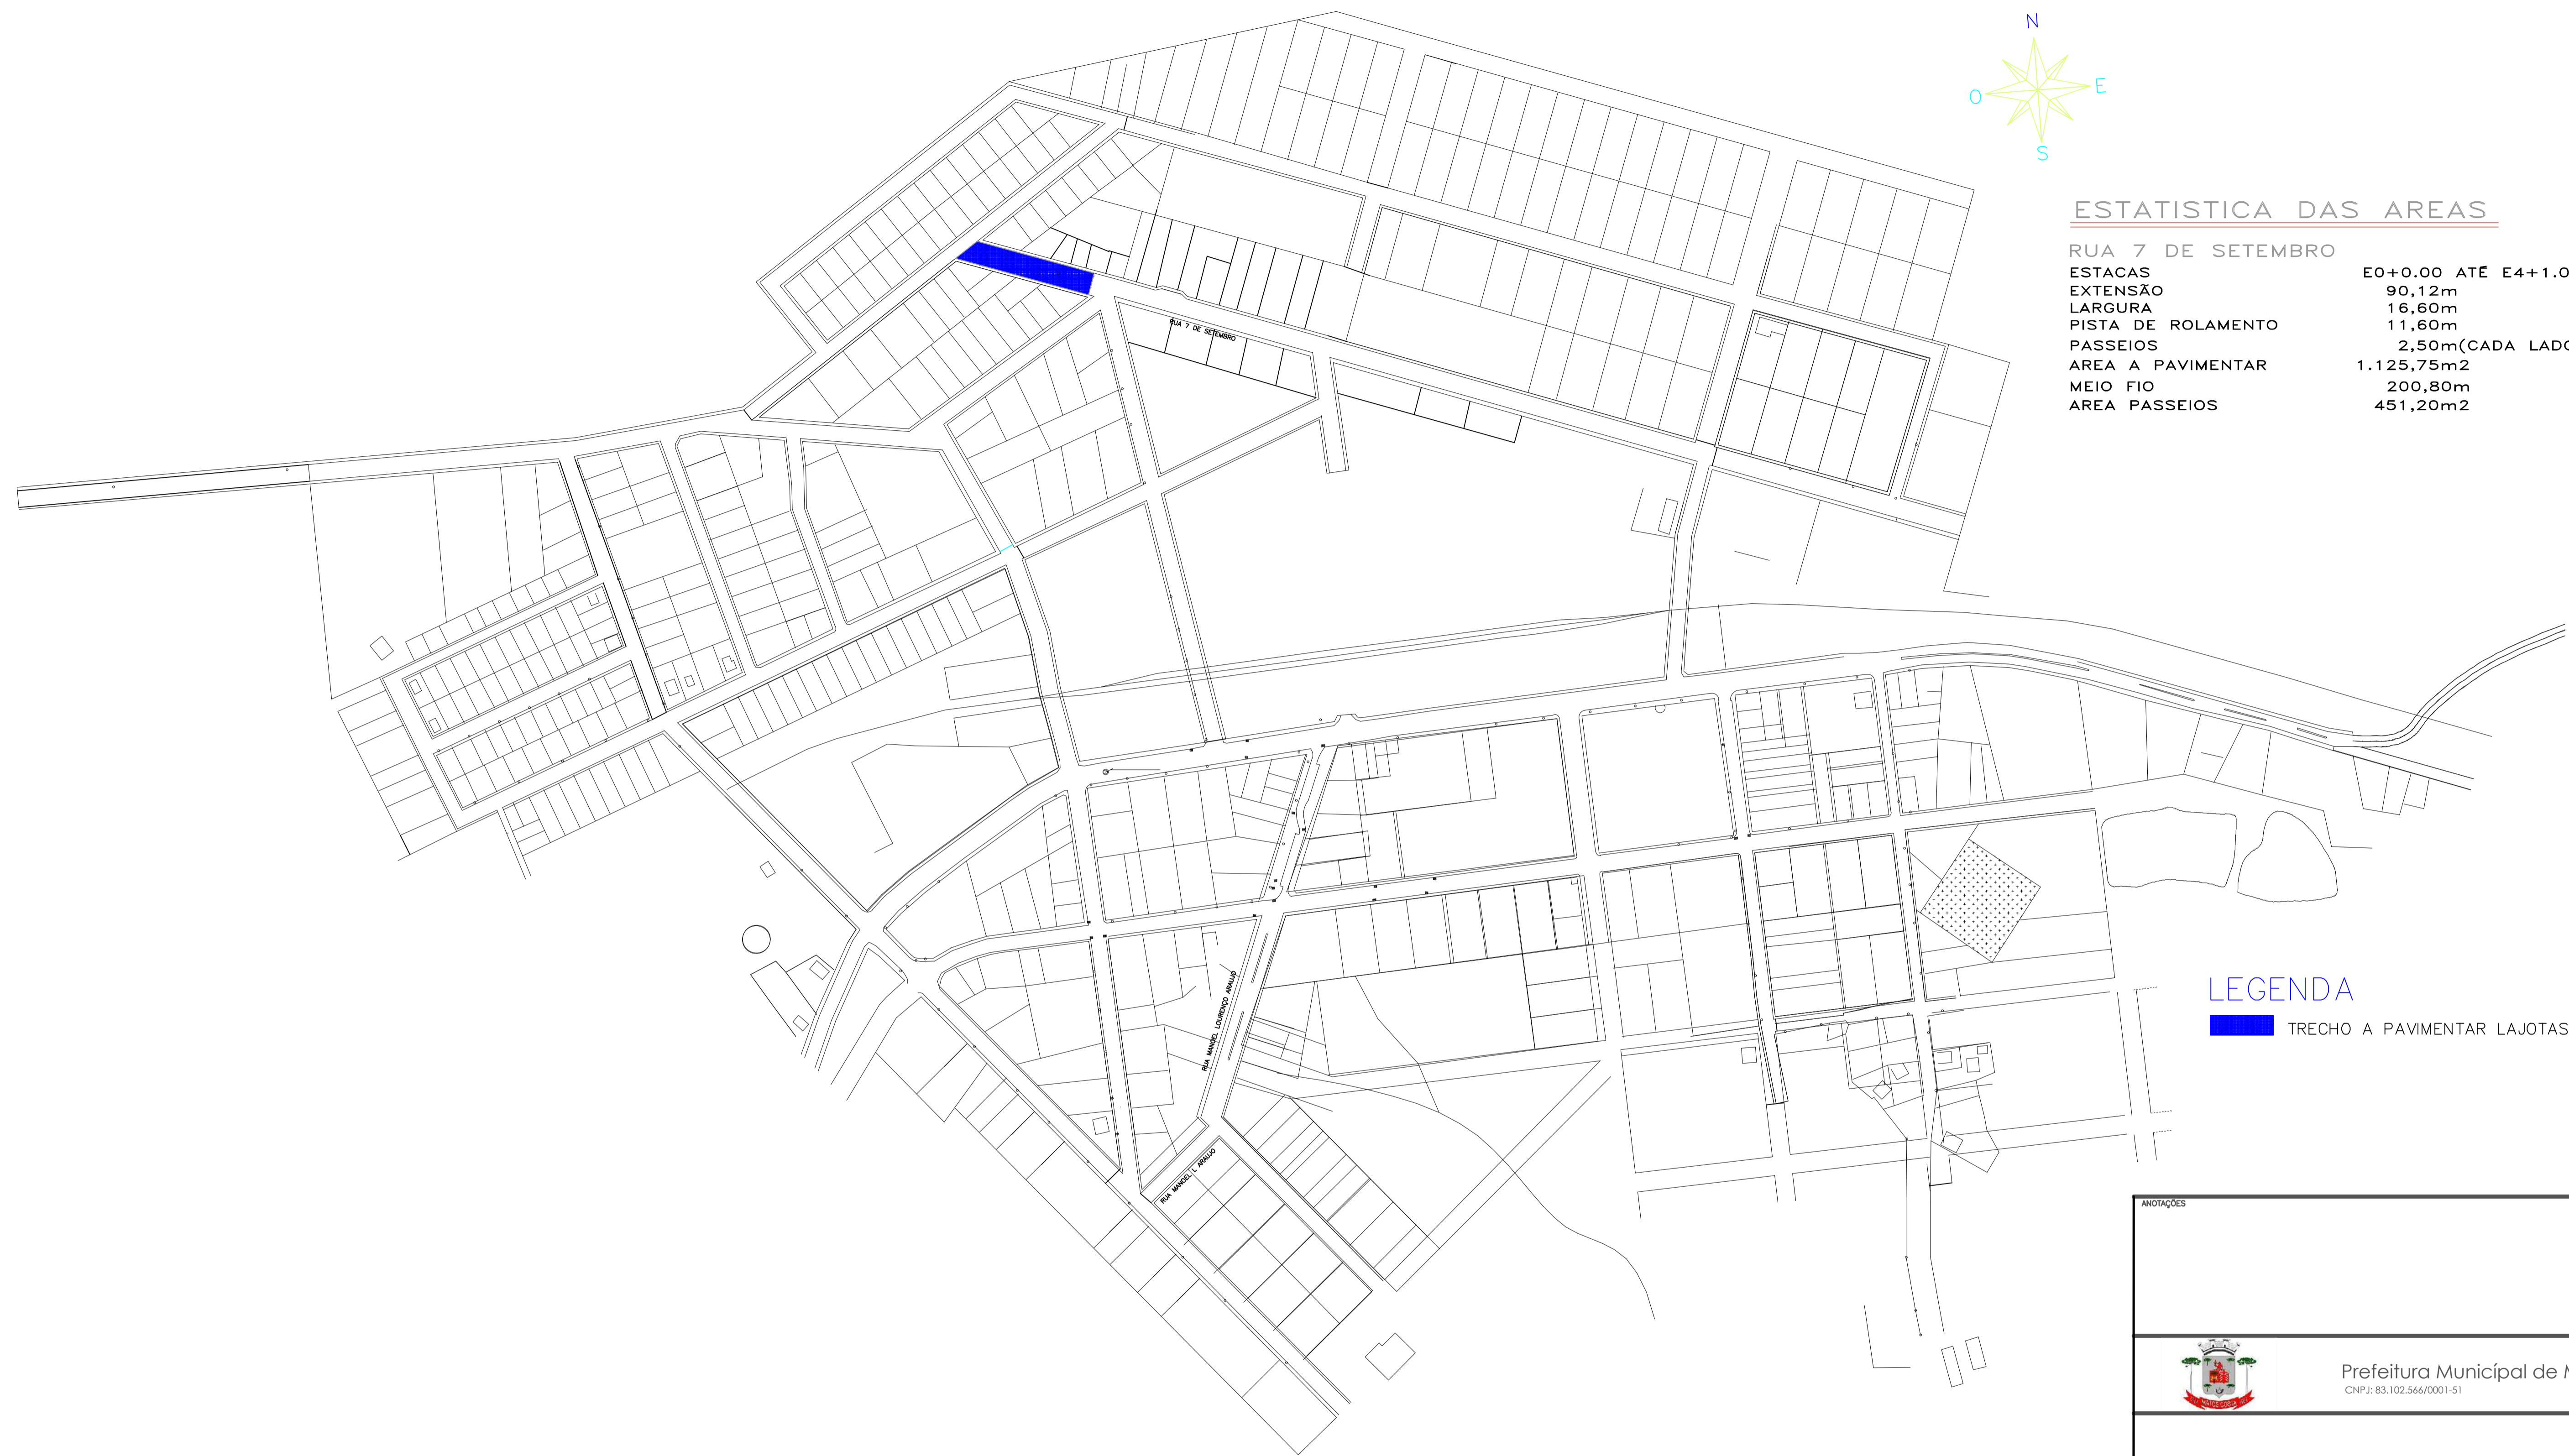 N
O
E
S
ESTATISTICA DAS AREAS
RUA 7 DE SETEMBRO
ESTACAS E0+0.00 ATÉ E4+1.0
EXTENSÃO 90,12m
LARGURA 16,60m
PISTA DE ROLAMENTO 11,60m
PASSEIOS 2,50m(CADA LADO
AREA A PAVIMENTAR 1.125,75m2
MEIO FIO 200,80m
AREA PASSEIOS 451,20m2
RUA 7 DE SETEMBRO
RUA MANOEL LOURENÇO ARAUJO
RUA MANOEL L ARAUJO
LEGENDA
TRECHO A PAVIMENTAR LAJOTAS
ANOTAÇÕES
Prefeitura Municípal de
CNPJ: 83.102.566/0001-51